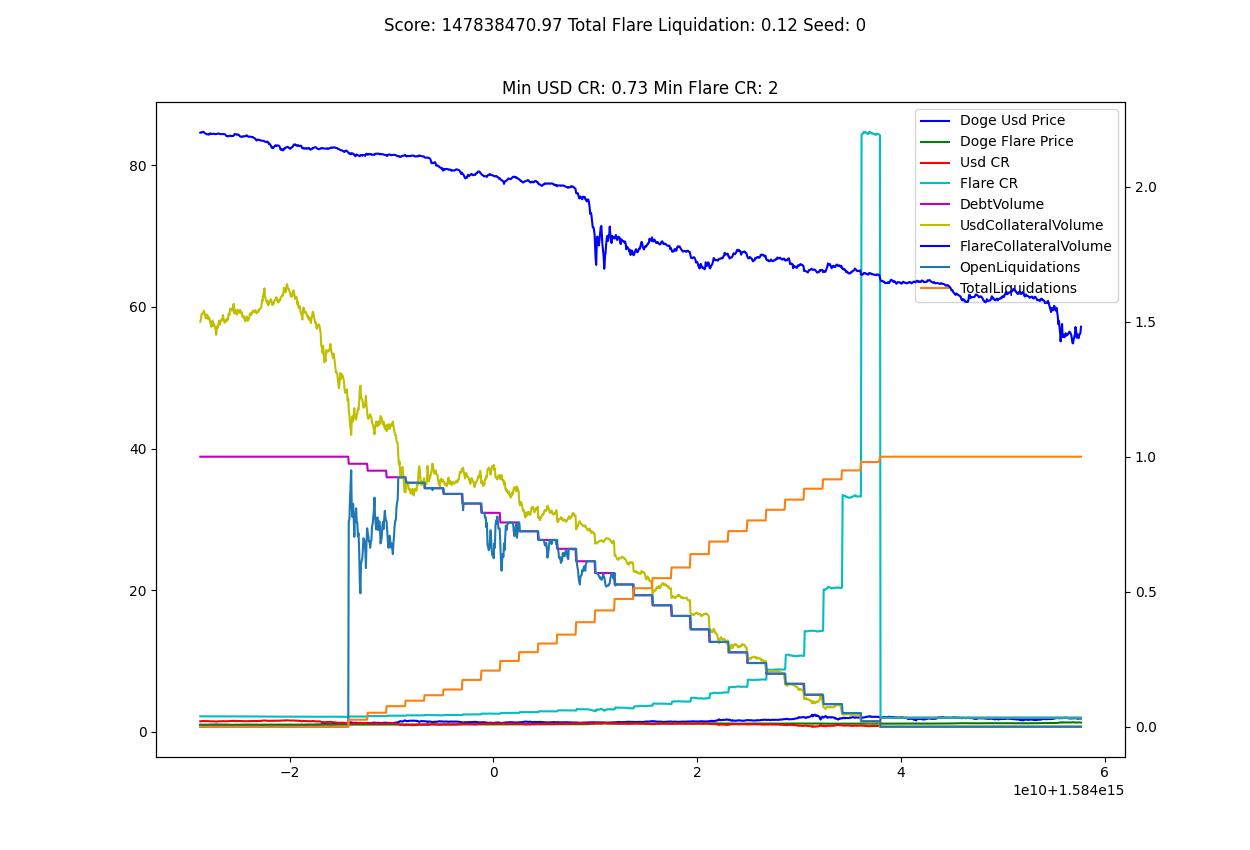 Score: 147838470.97 Total Flare Liquidation: 0.12 Seed: 0
Min USD CR: 0.73 Min Flare CR: 2
Doge Usd Price
Doge Flare Price
Usd CR
Flare CR
DebtVolume
UsdCollateralVolume
FlareCollateralVolume
OpenLiquidations
TotalLiquidations
80
60
40
20
0
2.0
1.5
1.0
0.5
0.0
−2
0
2
4
6
1e10+1.584e15